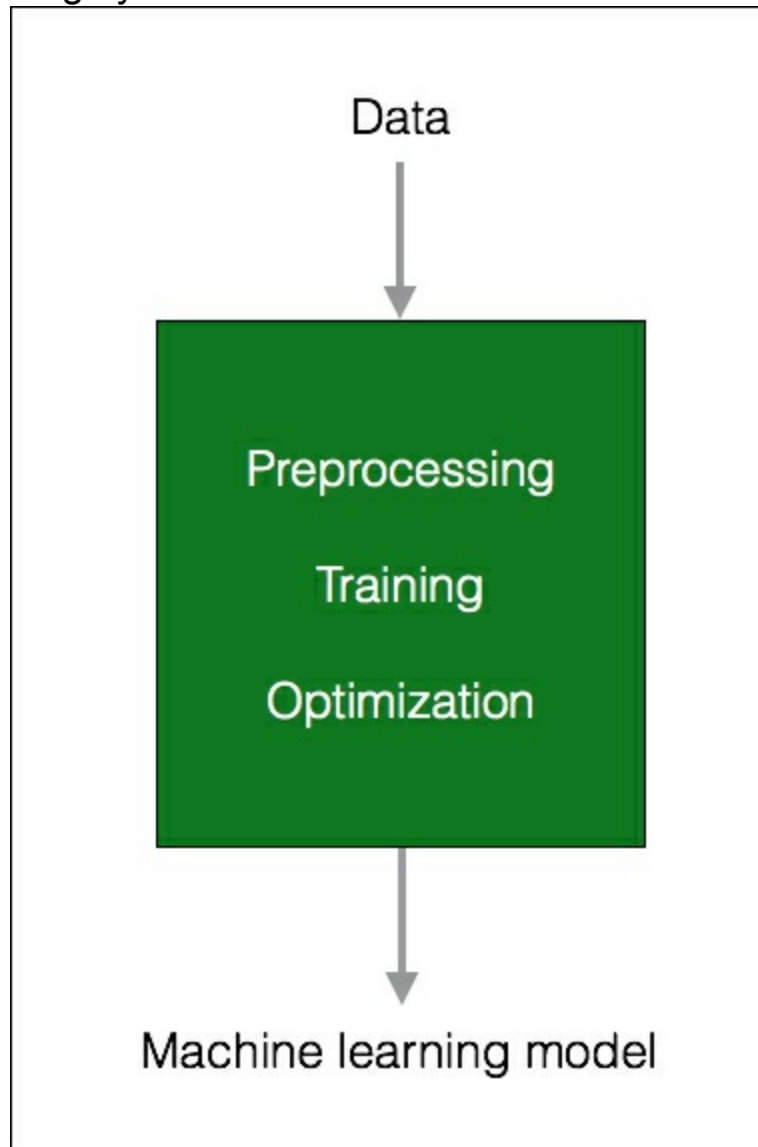 Data
Preprocessing
Training
Optimization
Machine learning model